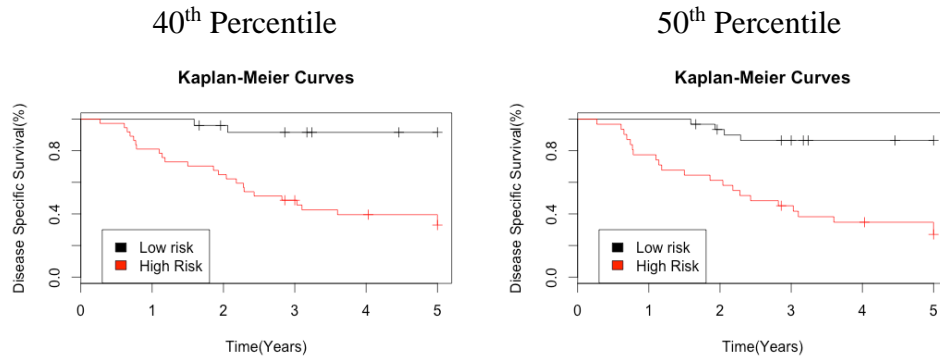 40th Percentile
Kaplan-Meier Curves
Disease Specific Survival(%)
0.8
0.4
0.0
Low risk
High Risk
0 1 2 3 4 5
Time(Years)
50th Percentile
Kaplan-Meier Curves
Disease Specific Survival(%)
0.8
0.4
0.0
Low risk
High Risk
0 1 2 3 4 5
Time(Years)